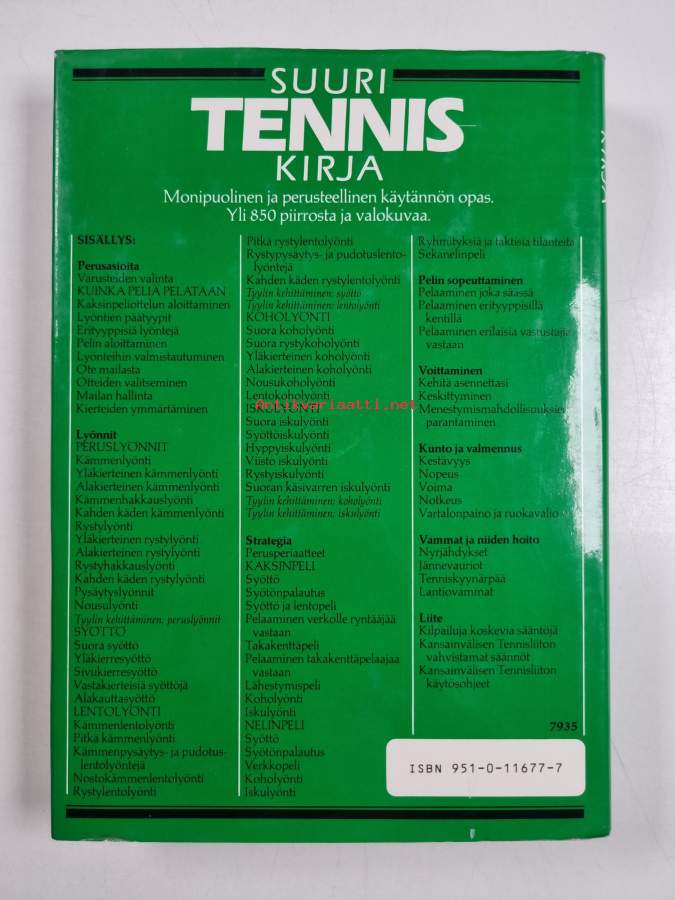 SUURI
TENNIS
KIRJA
Monipuolinen ja perusteellinen käytännön opas.
Yli 850 piirrosta ja valokuvaa.
SISÄLLYS:
Perusasioita
Varusteiden valinta
KUINKA PELIÄ PELATAAN
Kaksinpeliottelun aloittaminen
Lyöntien päätyypit
Erityyppisiä lyöntejä
Pelin aloittaminen
Lyönteihin valmistautuminen
Ote mailasta
Otteiden valitseminen
Mailan hallinta
Kierteiden ymmärtäminen
Lyönnit
PERUSLYÖNNIT
Kämmenlyönti
Yläkierteinen kämmenlyönti
Alakierteinen kämmenlyönti
Kämmenhakkauslyönti
Kahden käden kämmenlyönti
Rystylyönti
Yläkierteinen rystylyönti
Alakierteinen rystylyönti
Rystyhakkauslyönti
Kahden käden rystylyönti
Pysäytyslyönnit
Nousulyönti
Tyylin kehittäminen: peruslyönnit
SYÖTTÖ
Suora syöttö
Yläkierresyöttö
Sivukierresyöttö
Vastakierteisiä syöttöjä
Alakauttasyöttö
LENTOLYÖNTI
Kämmenlentolyönti
Pitkä kämmenlyönti
Kämmenpysäytys- ja pudotus-
lentolyöntejä
Nostokämmenlentolyönti
Rystylentolyönti
Pitkä rystylentolyönti
Rystypysäytys- ja pudotuslento-
lyöntejä
Kahden käden rystylentolyönti
Tyylin kehittäminen: syöttö
Tyylin kehittäminen: lentolyönti
KOHOLYÖNTI
Suora koholyönti
Suora rystykoholyönti
Yläkierteinen koholyönti
Alakierteinen koholyönti
Nousukoholyönti
Lentokoholyönti
ISKULYÖNTI
Suora iskulyönti
Syöttöiskulyönti
Hyppyiskulyönti
Viisto iskulyönti
Rystyiskulyönti
Suoran käsivarren iskulyönti
Tyylin kehittäminen: koholyönti
Tyylin kehittäminen: iskulyönti
Strategia
Perusperiaatteet
KAKSINPELI
Syöttö
Syötönpalautus
Syöttö ja lentopeli
Pelaaminen verkolle ryntääjää
vastaan
Takakenttäpeli
Pelaaminen takakenttäpelaajaa
vastaan
Lähestymispeli
Koholyönti
Iskulyönti
NELINPELI
Syöttö
Syötönpalautus
Verkkopeli
Koholyönti
Iskulyönti
Ryhmityksiä ja taktisia tilanteita
Sekanelinpeli
Pelin sopeuttaminen
Pelaaminen joka säässä
Pelaaminen erityyppisillä
kentillä
Pelaaminen erilaisia vastustajia
vastaan
Voittaminen
Kehitä asennettasi
Keskittyminen
Menestymismahdollisuuksien
parantaminen
Kunto ja valmennus
Kestävyys
Nopeus
Voima
Notkeus
Vartalonpaino ja ruokavalio
Vammat ja niiden hoito
Nyrjähdykset
Jännevauriot
Tenniskyynärpää
Lantiovammat
Liite
Kilpailuja koskevia sääntöjä
Kansainvälisen Tennisliiton
vahvistamat säännöt
Kansainvälisen Tennisliiton
käytösohjeet
7935
ISBN 951-0-11677-7
Antikvariaatti.net